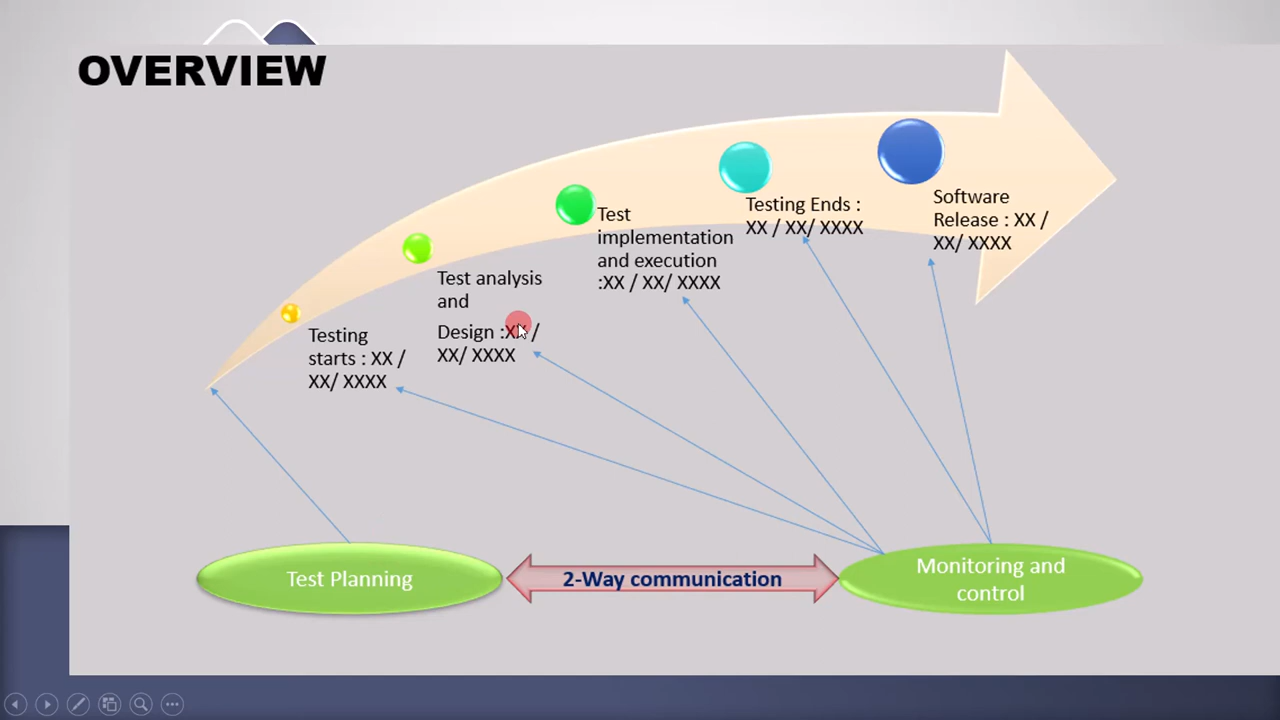 OVERVIEW
Testing
starts : XX /
XX/ XXXX
Test analysis
and
Design :XX /
XX/ XXXX
Test
implementation
and execution
:XX / XX/ XXXX
Testing Ends :
XX / XX/ XXXX
Software
Release : XX /
XX/ XXXX
Test Planning
2-Way communication
Monitoring and
control